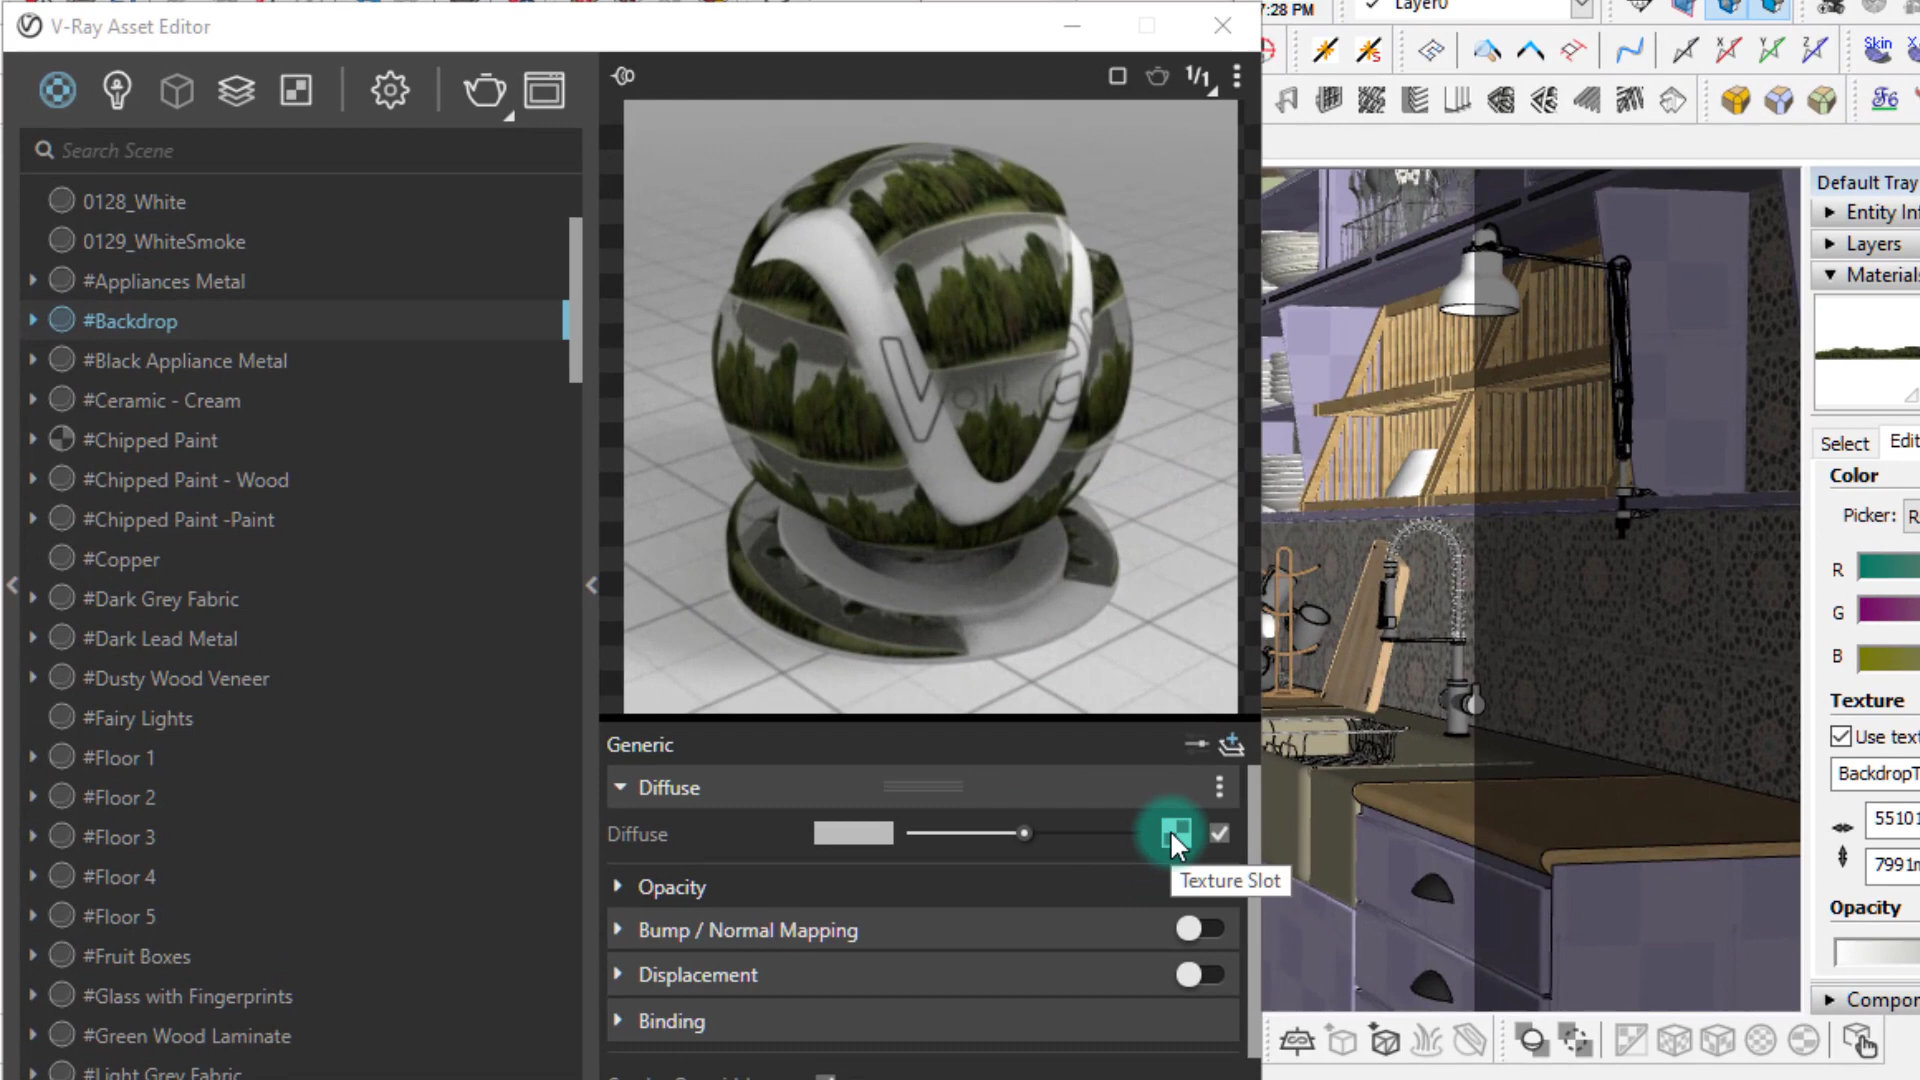 V-Ray Asset Editor
:28 PM
Layer0
Skin
1/1
Search Scene
0128_White
0129_WhiteSmoke
#Appliances Metal
#Backdrop
#Black Appliance Metal
#Ceramic - Cream
#Chipped Paint
#Chipped Paint - Wood
#Chipped Paint -Paint
#Copper
#Dark Grey Fabric
#Dark Lead Metal
#Dusty Wood Veneer
#Fairy Lights
#Floor 1
#Floor 2
#Floor 3
#Floor 4
#Floor 5
#Fruit Boxes
#Glass with Fingerprints
#Green Wood Laminate
#Light Grey Fabric
Generic
Diffuse
Diffuse
Texture Slot
Opacity
Bump / Normal Mapping
Displacement
Binding
Default Tray
Entity Inf
Layers
Materials
Select
Edit
Color
Picker:
R
G
B
Texture
Use text
BackdropT
55101
7991m
Opacity
Compon